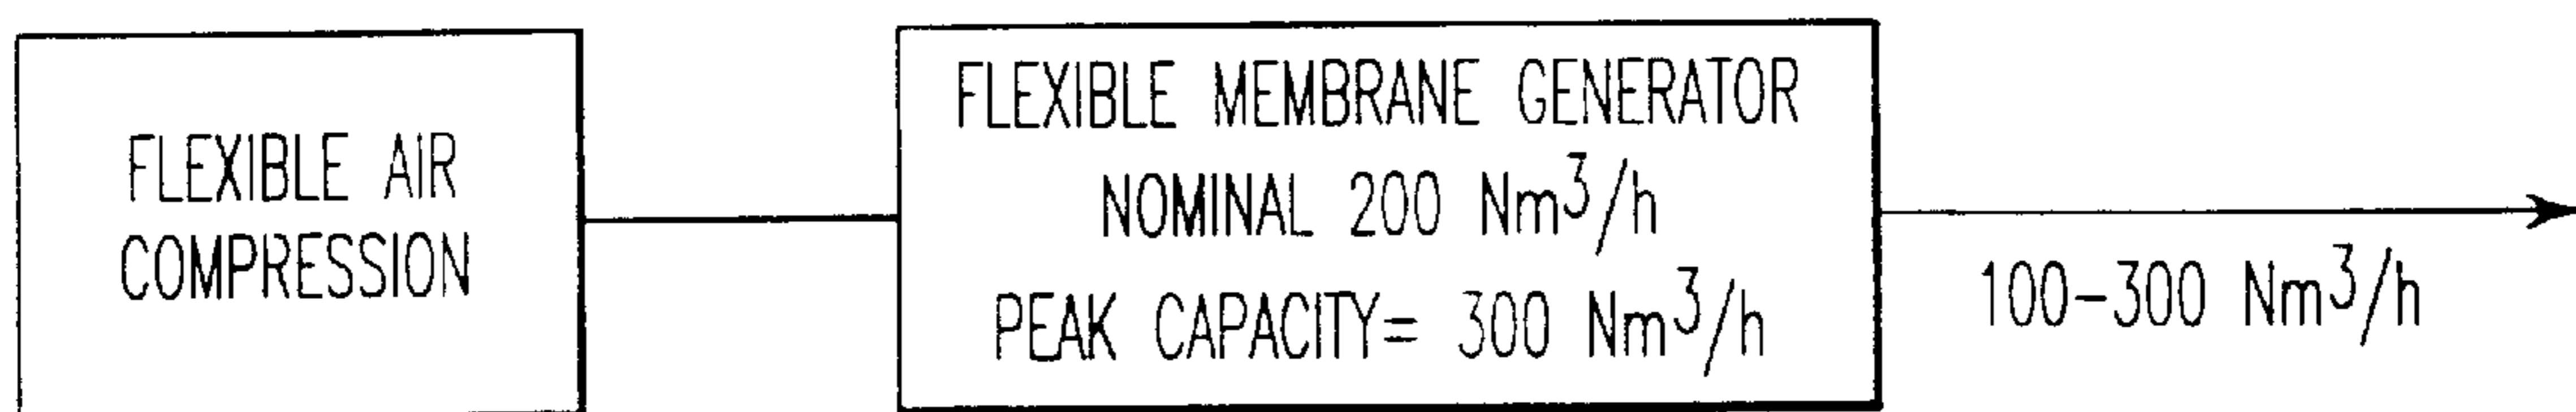 FLEXIBLE AIR
COMPRESSION
FLEXIBLE MEMBRANE GENERATOR
NOMINAL 200 Nm³/h
PEAK CAPACITY= 300 Nm³/h
100-300 Nm³/h